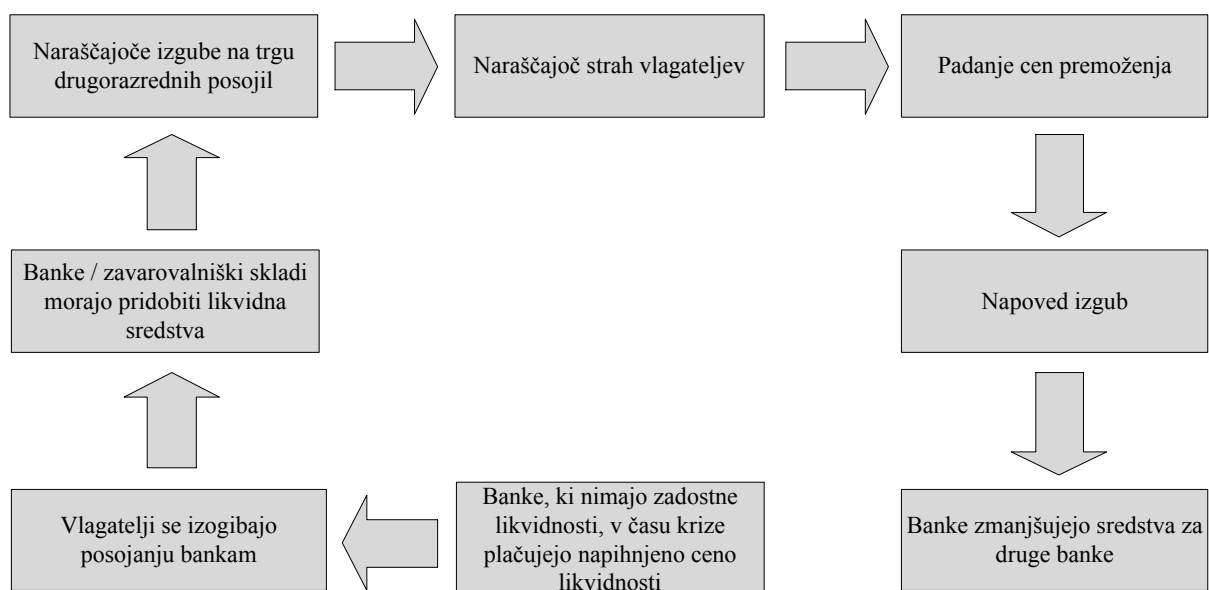 Naraščajoče izgube na trgu
drugorazrednih posojil
Naraščajoč strah vlagateljev
Padanje cen premoženja
Napoved izgub
Banke zmanjšujejo sredstva za
druge banke
Banke, ki nimajo zadostne
likvidnosti, v času krize
plačujejo napihnjeno ceno
likvidnosti
Vlagatelji se izogibajo
posojanju bankam
Banke / zavarovalniški skladi
morajo pridobiti likvidna
sredstva